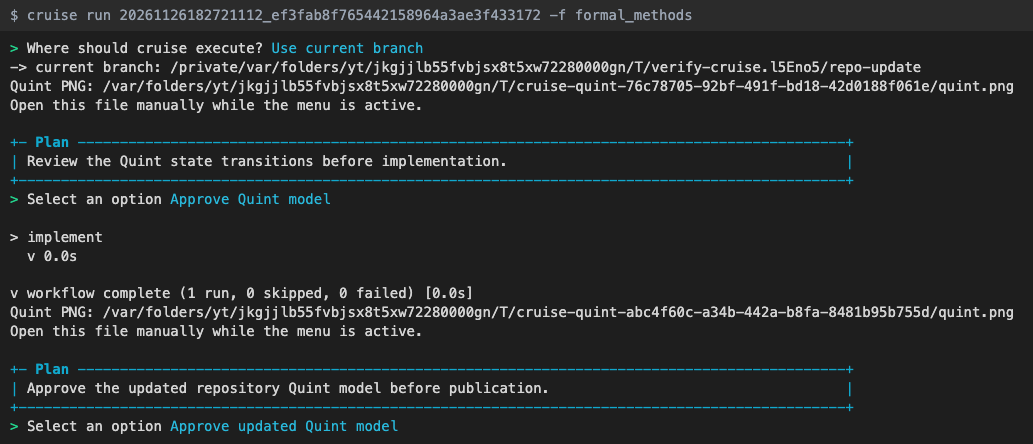 $ cruise run 20261126182721112_ef3fab8f765442158964a3ae3f433172 -f formal_methods
> Where should cruise execute? Use current branch
-> current branch: /private/var/folders/yt/jkgjjlb55fvbjsx8t5xw72280000gn/T/verify-cruise.l5Eno5/repo-update
Quint PNG: /var/folders/yt/jkgjjlb55fvbjsx8t5xw72280000gn/T/cruise-quint-76c78705-92bf-491f-bd18-42d0188f061e/quint.png
Open this file manually while the menu is active.
+- Plan -----------------------------------------------------------------------------------------+
| Review the Quint state transitions before implementation. |
+------------------------------------------------------------------------------------------------+
> Select an option Approve Quint model
> implement
v 0.0s
v workflow complete (1 run, 0 skipped, 0 failed) [0.0s]
Quint PNG: /var/folders/yt/jkgjjlb55fvbjsx8t5xw72280000gn/T/cruise-quint-abc4f60c-a34b-442a-b8fa-8481b95b755d/quint.png
Open this file manually while the menu is active.
+- Plan -----------------------------------------------------------------------------------------+
| Approve the updated repository Quint model before publication. |
+------------------------------------------------------------------------------------------------+
> Select an option Approve updated Quint model